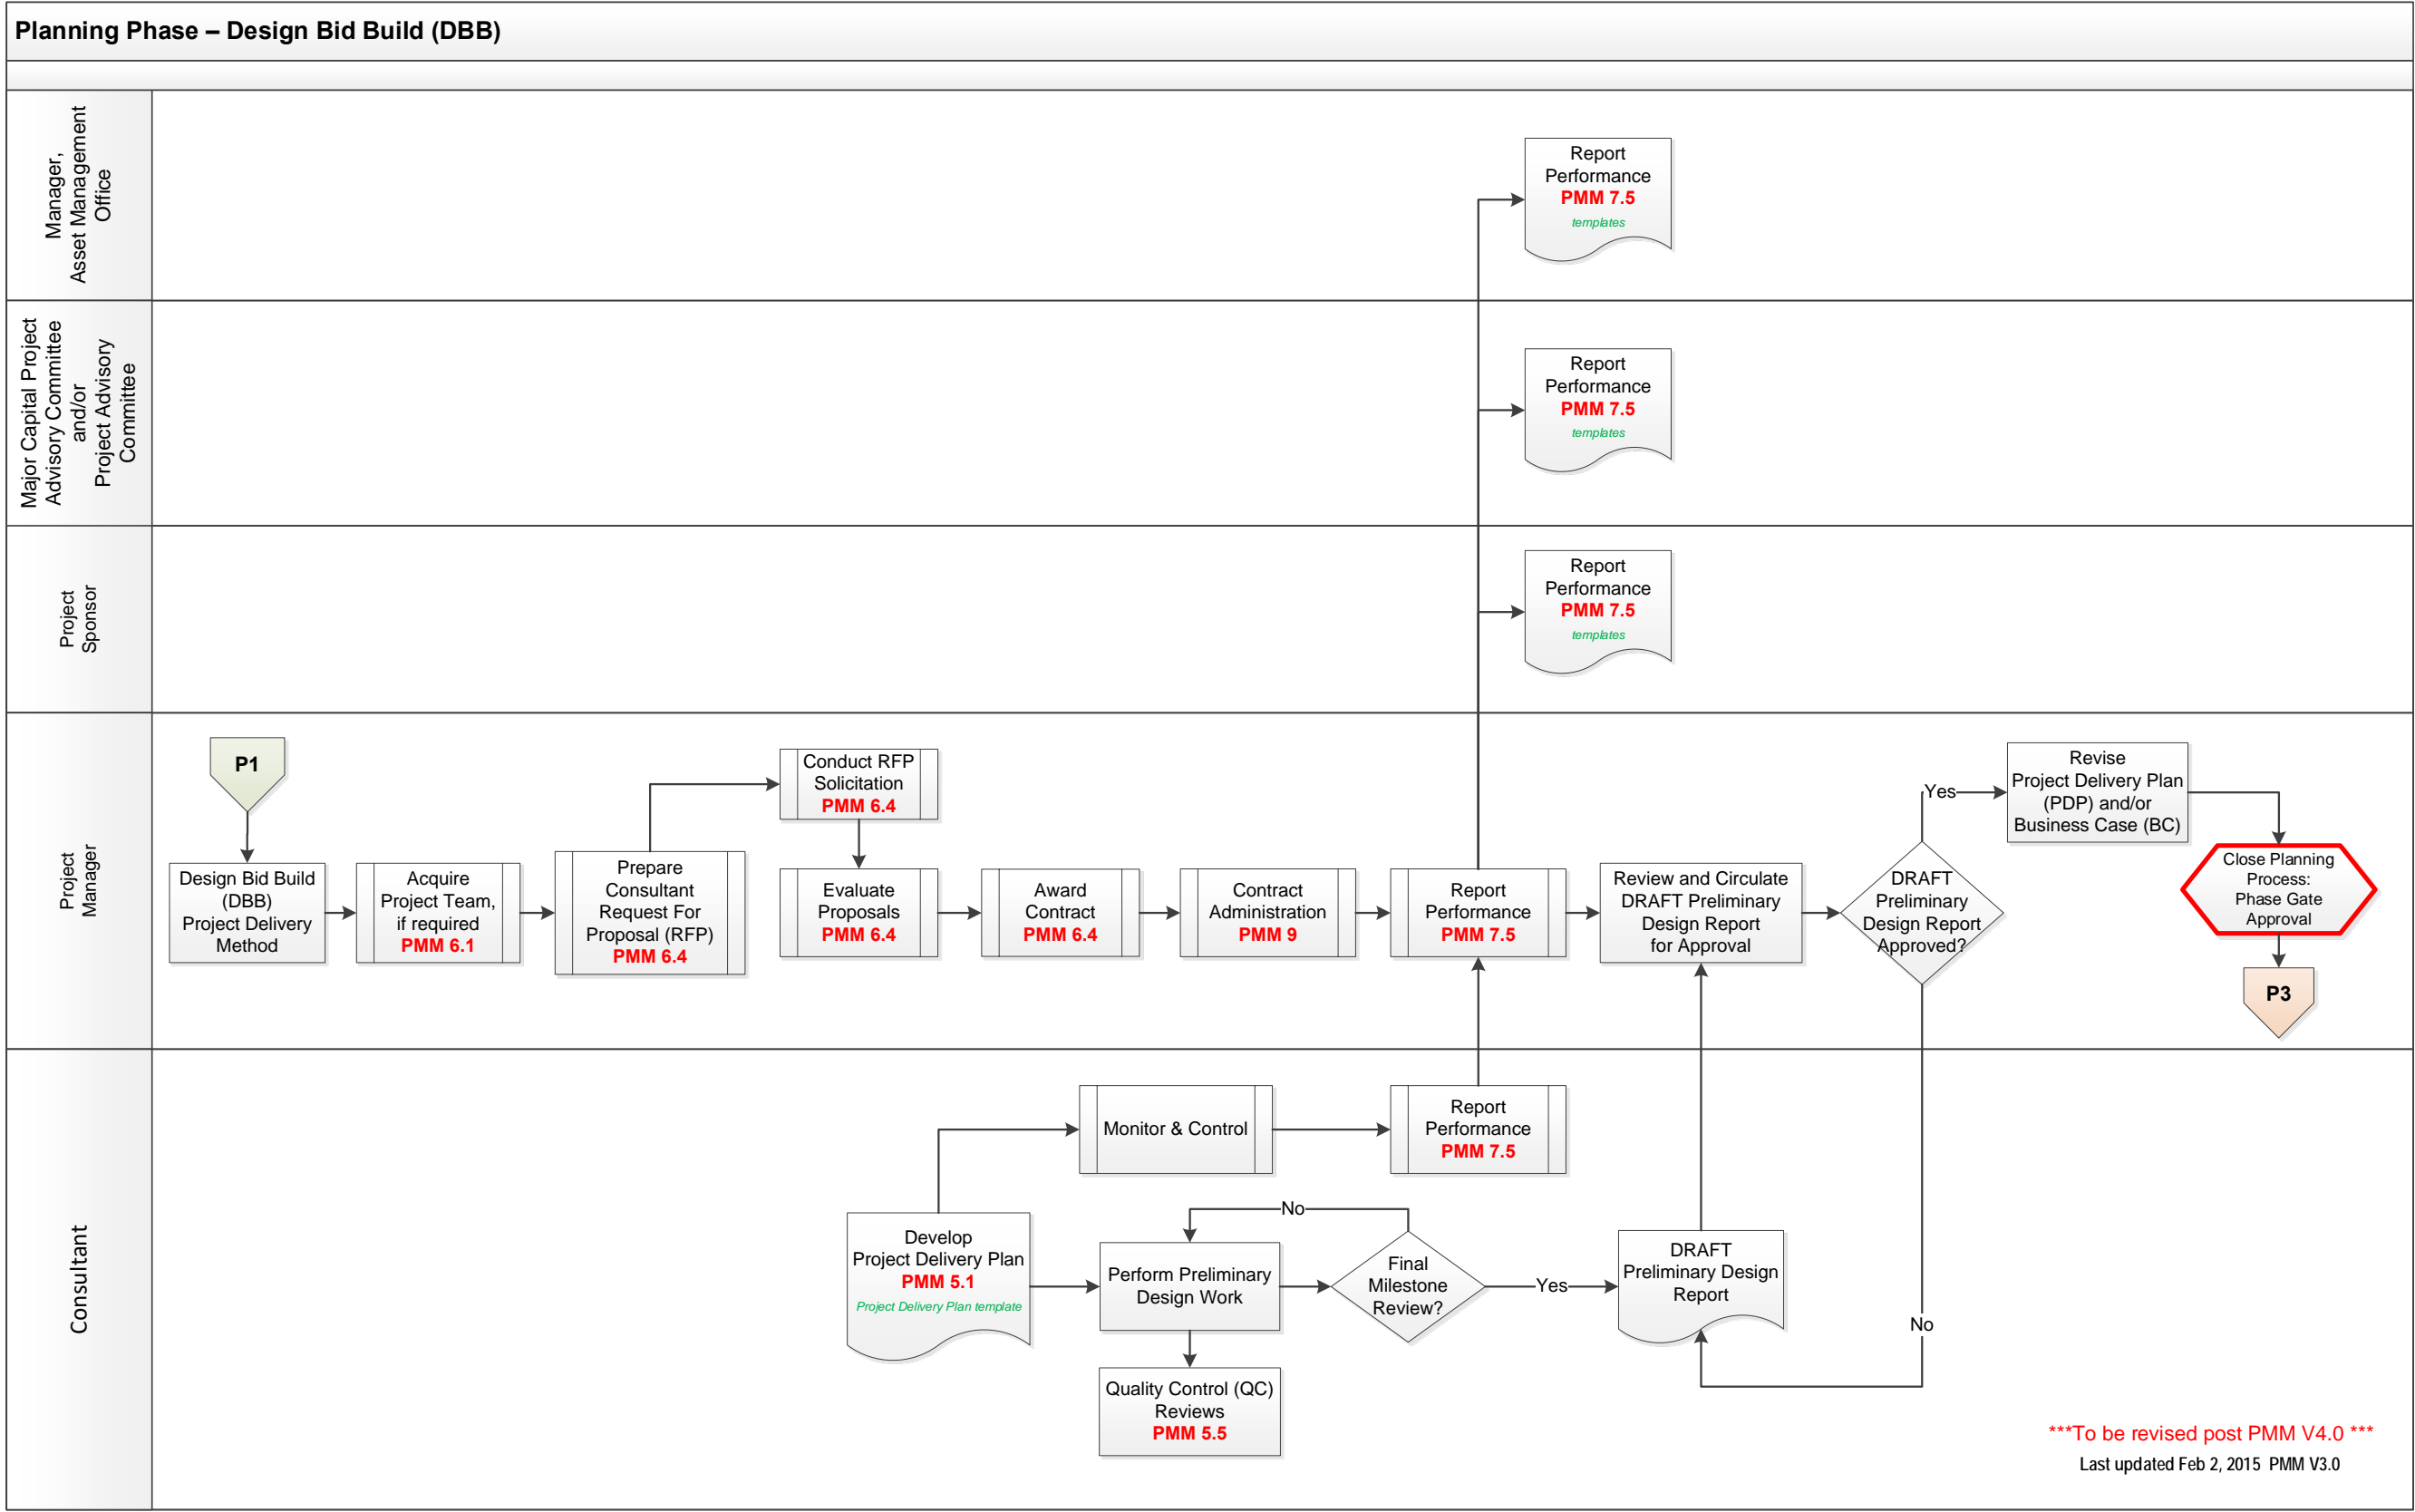 Planning Phase – Design Bid Build (DBB)
Manager,
Asset Management
Office
Report
Performance
PMM 7.5
templates
Major Capital Project
Advisory Committee
and/or
Project Advisory
Committee
Report
Performance
PMM 7.5
templates
Project
Sponsor
Report
Performance
PMM 7.5
templates
Project
Manager
P1
Design Bid Build
(DBB)
Project Delivery
Method
Acquire
Project Team,
if required
PMM 6.1
Prepare
Consultant
Request For
Proposal (RFP)
PMM 6.4
Conduct RFP
Solicitation
PMM 6.4
Evaluate
Proposals
PMM 6.4
Award
Contract
PMM 6.4
Contract
Administration
PMM 9
Report
Performance
PMM 7.5
Review and Circulate
DRAFT Preliminary
Design Report
for Approval
DRAFT
Preliminary
Design Report
Approved?
Yes
Revise
Project Delivery Plan
(PDP) and/or
Business Case (BC)
Close Planning
Process:
Phase Gate
Approval
P3
Consultant
Monitor & Control
Report
Performance
PMM 7.5
Develop
Project Delivery Plan
PMM 5.1
Project Delivery Plan template
Perform Preliminary
Design Work
No
Final
Milestone
Review?
Yes
DRAFT
Preliminary Design
Report
No
Quality Control (QC)
Reviews
PMM 5.5
***To be revised post PMM V4.0 ***
Last updated Feb 2, 2015 PMM V3.0